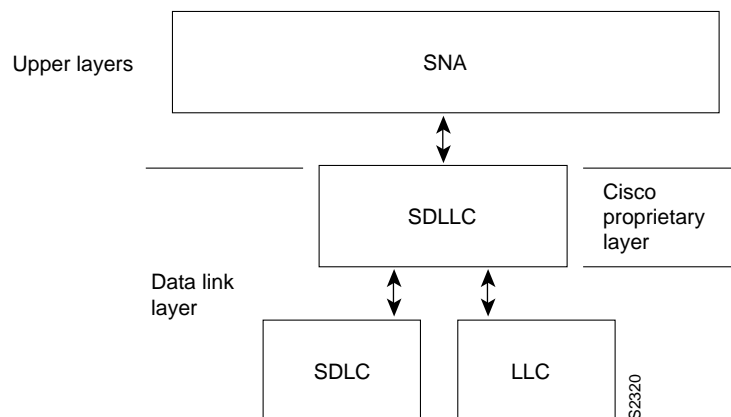 Upper layers
SNA
SDLLC
Cisco
proprietary
layer
Data link
layer
SDLC
LLC
S2320